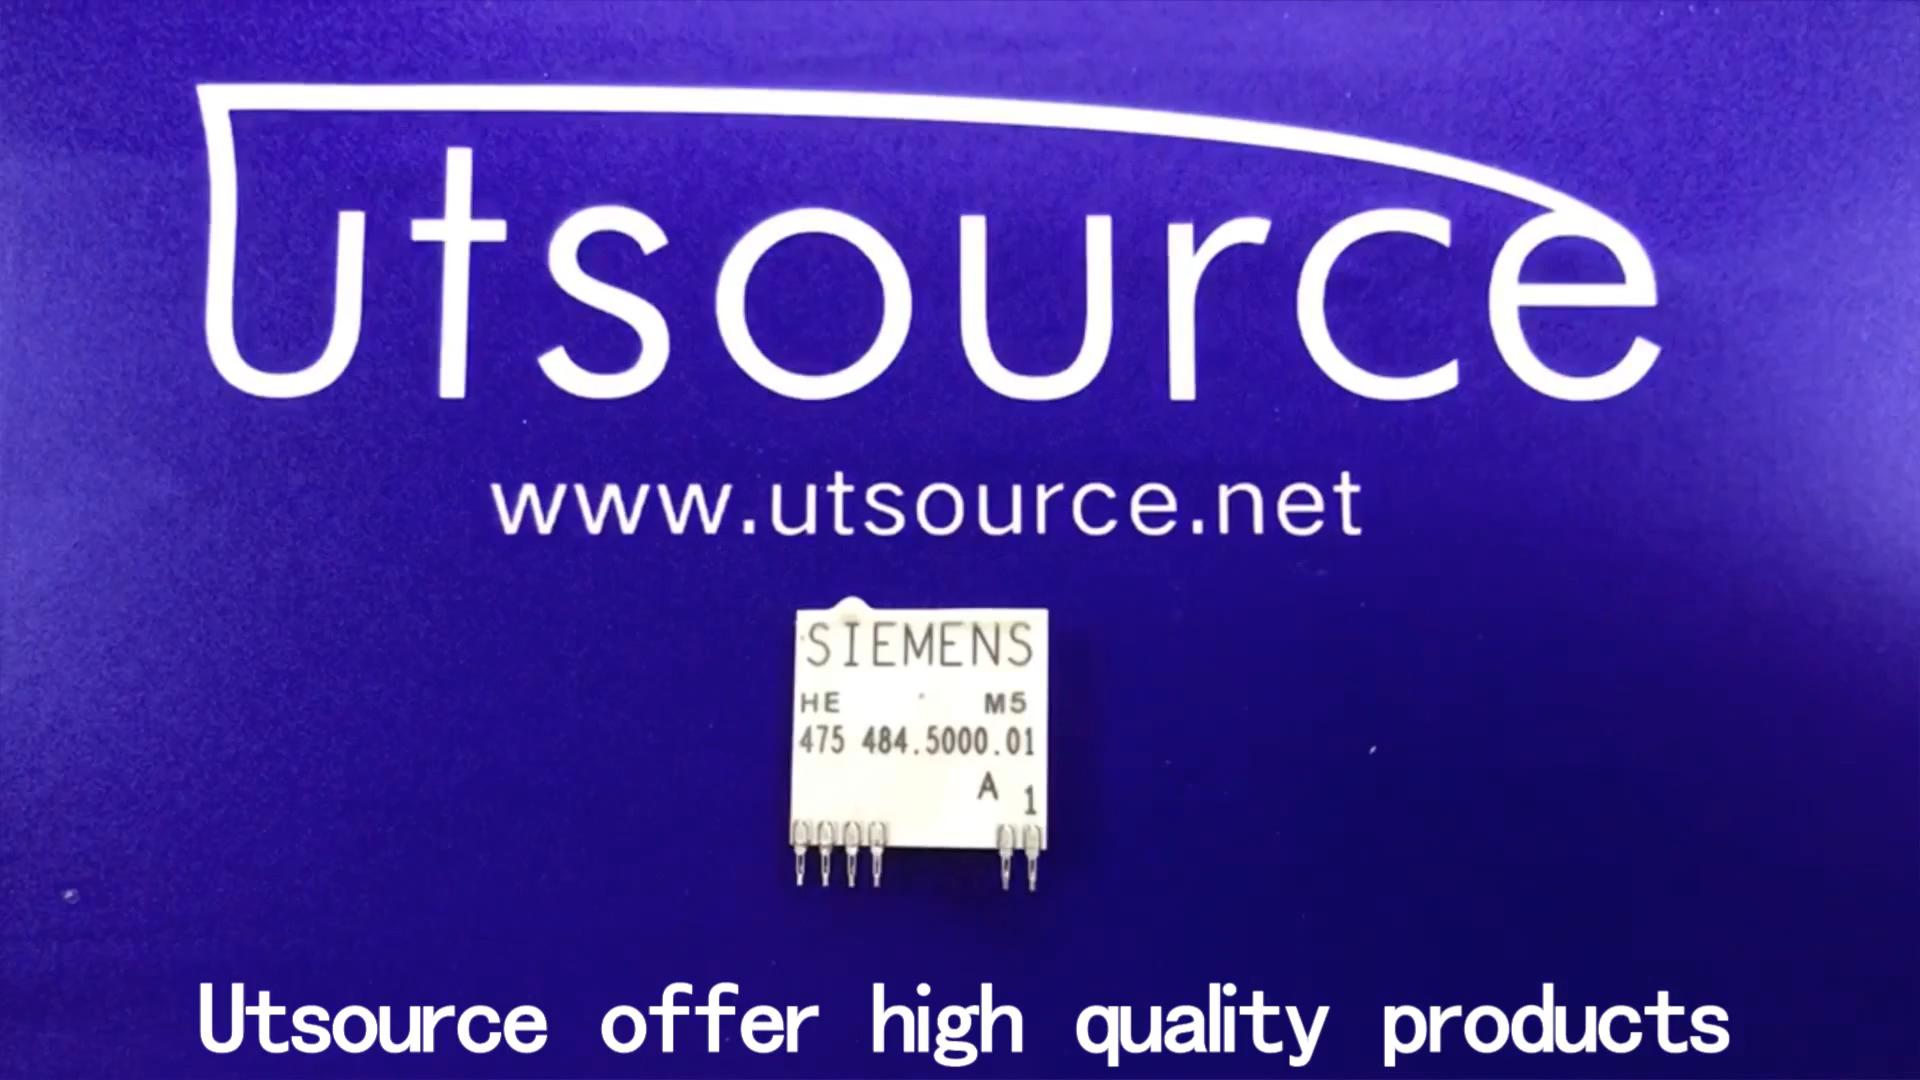 Utsource
www.utsource.net
SIEMENS
HE M5
475 484.5000.01
A
1
Utsource offer high quality products